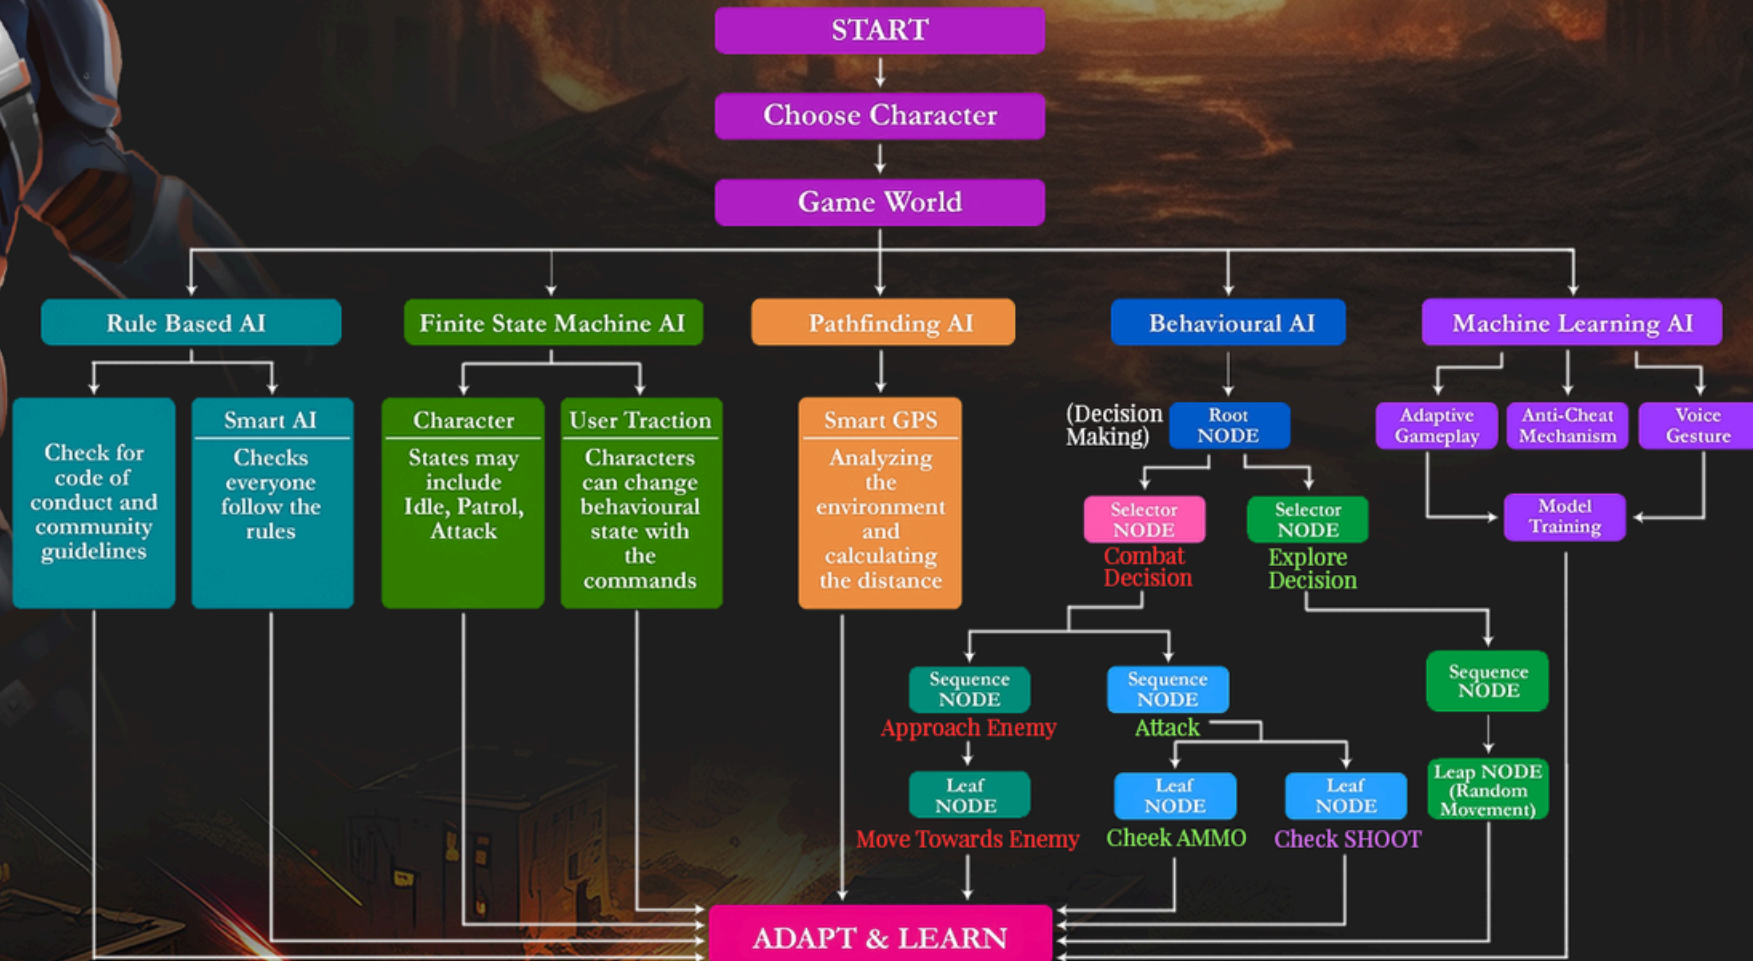 START
Choose Character
Game World
Rule Based AI
Finite State Machine AI
Pathfinding AI
Behavioural AI
Machine Learning AI
Check for
code of
conduct and
community
guidelines
Smart AI
Checks
everyone
follow the
rules
Character
States may
include
Idle, Patrol,
Attack
User Traction
Characters
can change
behavioural
state with
the
commands
Smart GPS
Analyzing
the
environment
and
calculating
the distance
(Decision
Making)
Root
NODE
Selector
NODE
Combat
Decision
Selector
NODE
Explore
Decision
Sequence
NODE
Approach Enemy
Leaf
NODE
Move Towards Enemy
Sequence
NODE
Attack
Leaf
NODE
Cheek AMMO
Leaf
NODE
Check SHOOT
Sequence
NODE
Leap NODE
(Random
Movement)
Adaptive
Gameplay
Anti-Cheat
Mechanism
Voice
Gesture
Model
Training
ADAPT & LEARN